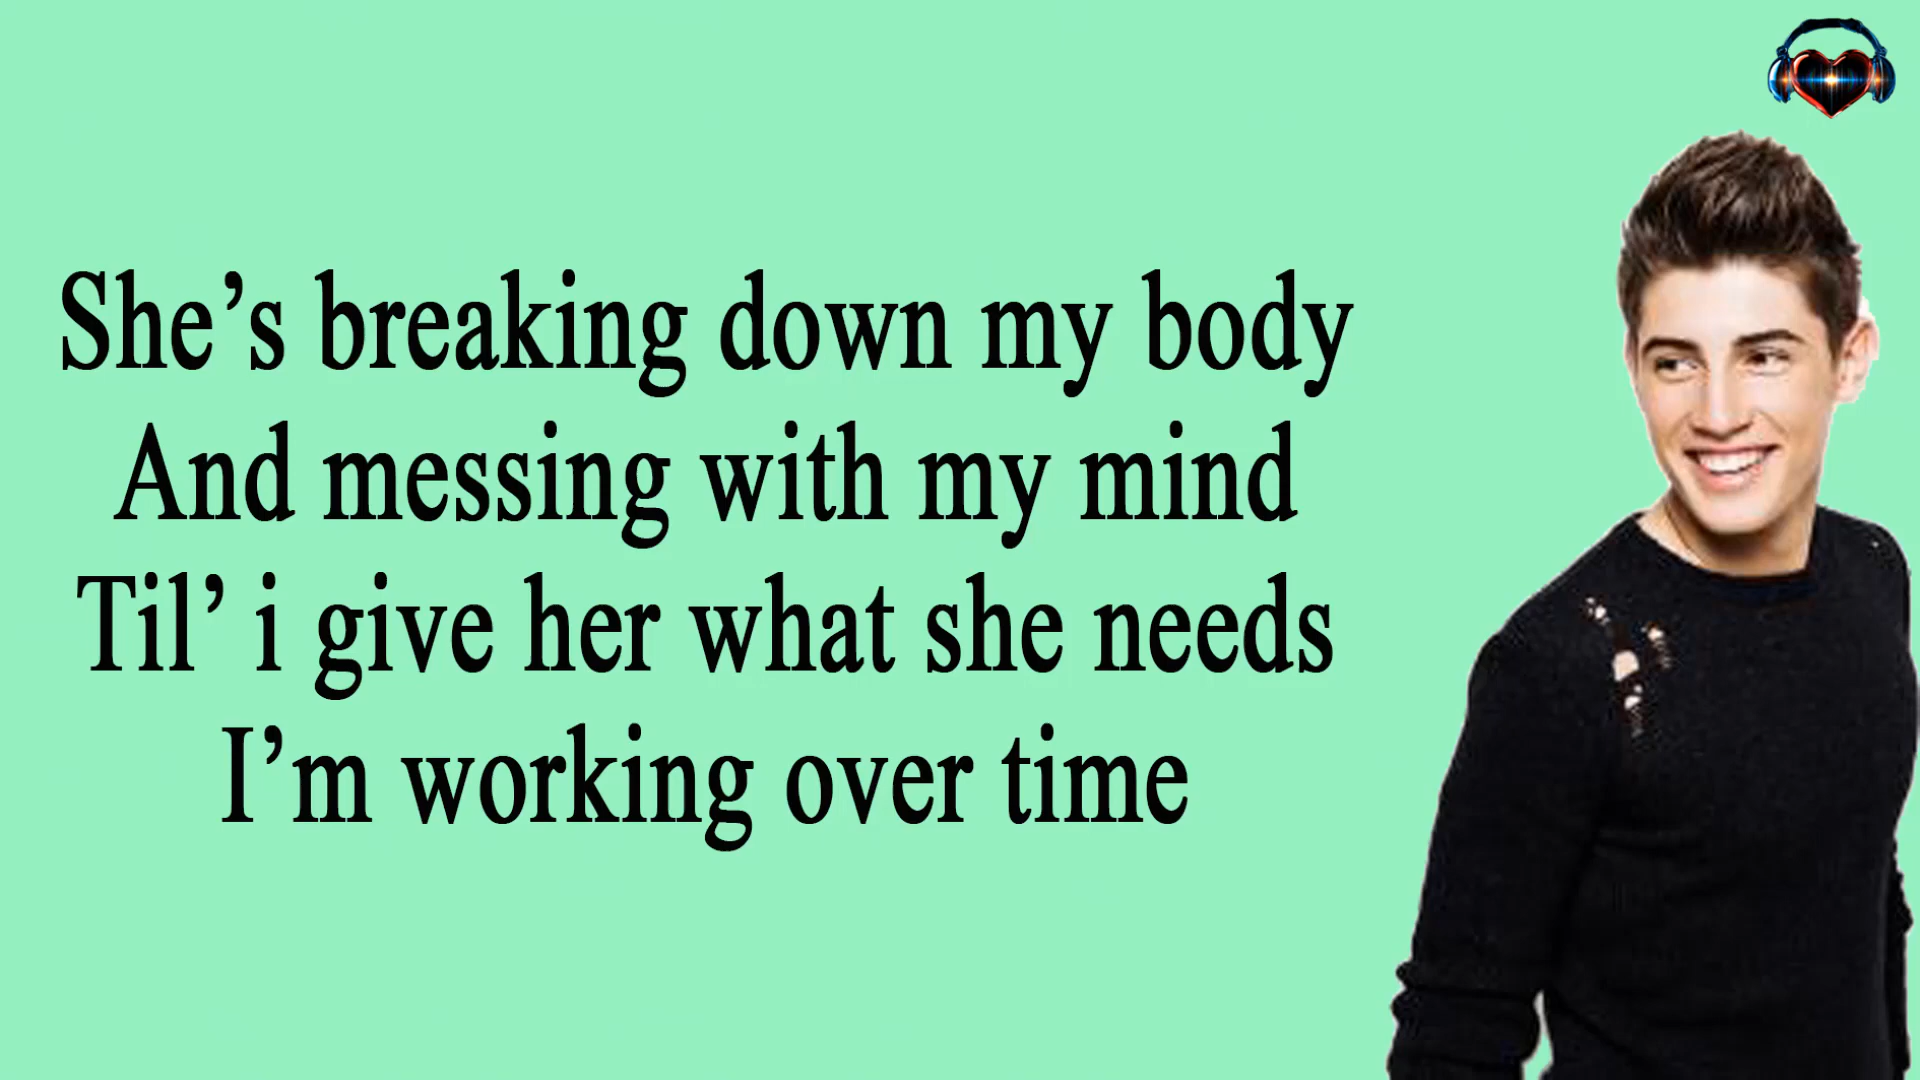 She’s breaking down my body
And messing with my mind
Til’ i give her what she needs
I’m working over time